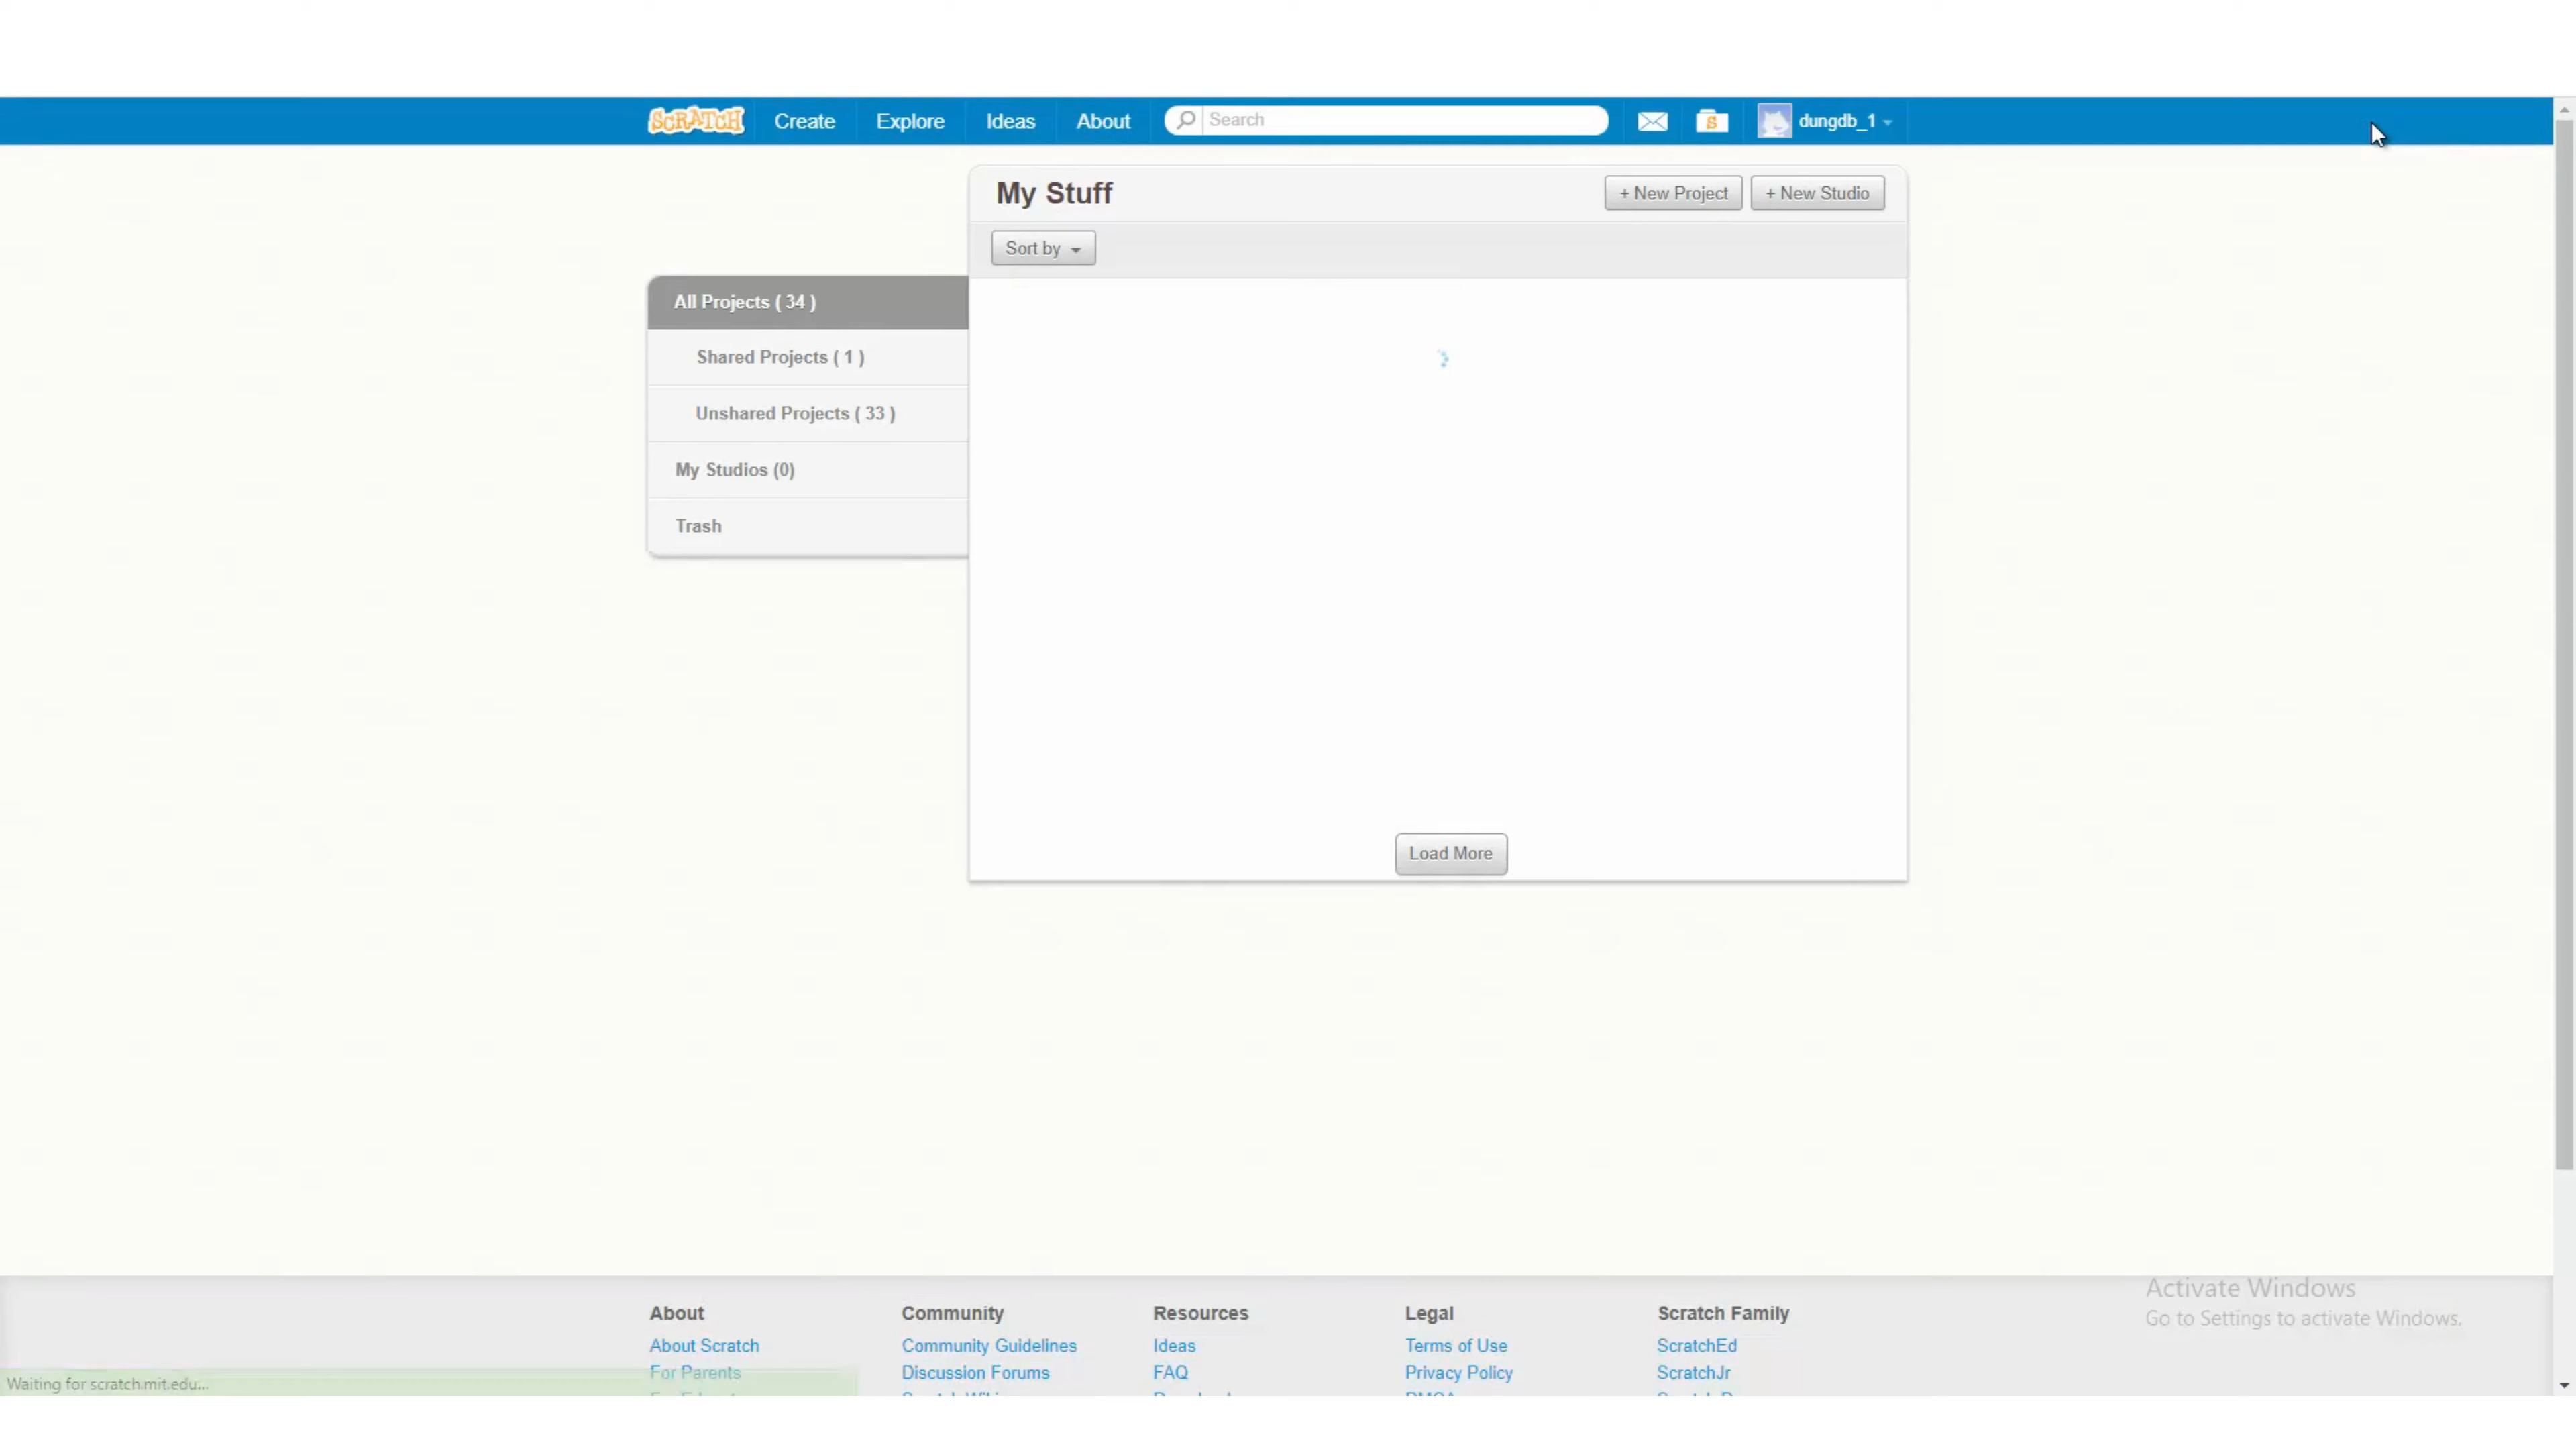 SCRATCH Create Explore Ideas About Search dungdb_1
My Stuff + New Project + New Studio
Sort by
All Projects ( 34 )
Shared Projects ( 1 )
Unshared Projects ( 33 )
My Studios (0)
Trash
Load More
Activate Windows
Go to Settings to activate Windows.
About Community Resources Legal Scratch Family
About Scratch Community Guidelines Ideas Terms of Use ScratchEd
For Parents Discussion Forums FAQ Privacy Policy ScratchJr
Waiting for scratch.mit.edu...